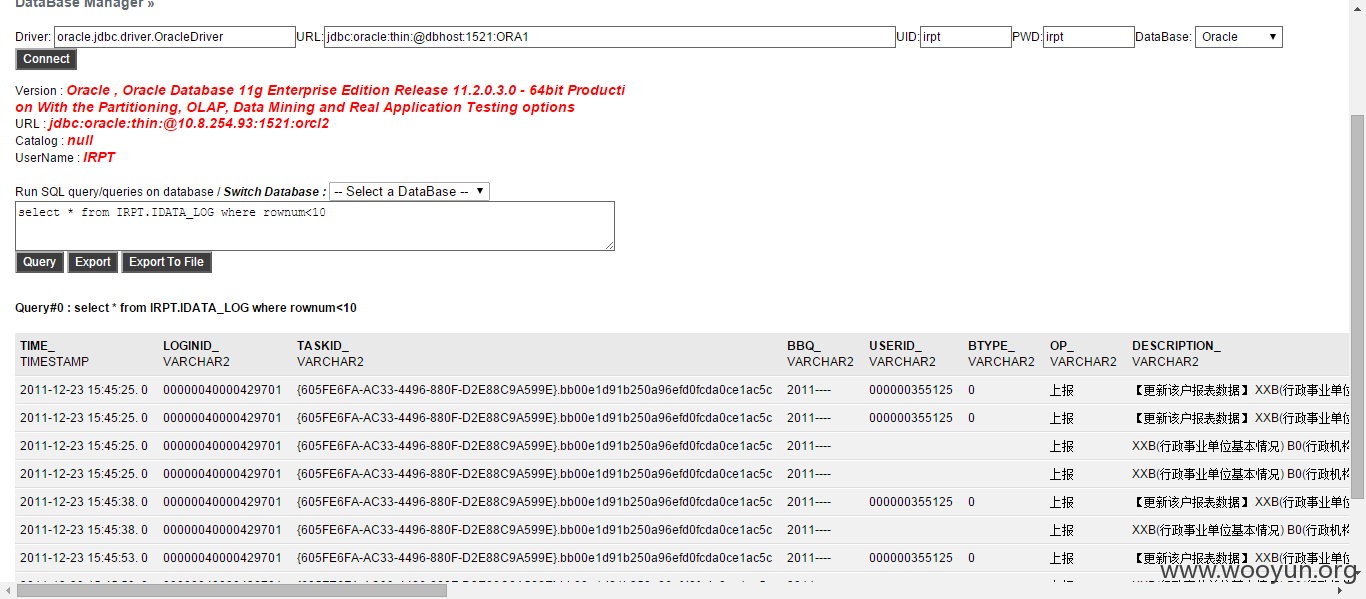 DataBase Manager »
Driver: oracle.jdbc.driver.OracleDriver URL: jdbc:oracle:thin:@dbhost:1521:ORA1 UID: irpt PWD: irpt DataBase: Oracle
Connect
Version : Oracle , Oracle Database 11g Enterprise Edition Release 11.2.0.3.0 - 64bit Producti
on With the Partitioning, OLAP, Data Mining and Real Application Testing options
URL : jdbc:oracle:thin:@10.8.254.93:1521:orcl2
Catalog : null
UserName : IRPT
Run SQL query/queries on database / Switch Database : -- Select a DataBase --
select * from IRPT.IDATA_LOG where rownum<10
Query Export Export To File
Query#0 : select * from IRPT.IDATA_LOG where rownum<10
TIME_ LOGINID_ TASKID_ BBQ_ USERID_ BTYPE_ OP_ DESCRIPTION_
TIMESTAMP VARCHAR2 VARCHAR2 VARCHAR2 VARCHAR2 VARCHAR2 VARCHAR2 VARCHAR2
2011-12-23 15:45:25. 0 00000040000429701 {605FE6FA-AC33-4496-880F-D2E88C9A599E}.bb00e1d91b250a96efd0fcda0ce1ac5c 2011---- 000000355125 0 上报 【更新该户报表数据】 XXB(行政事业单位
2011-12-23 15:45:25. 0 00000040000429701 {605FE6FA-AC33-4496-880F-D2E88C9A599E}.bb00e1d91b250a96efd0fcda0ce1ac5c 2011---- 000000355125 0 上报 【更新该户报表数据】 XXB(行政事业单位
2011-12-23 15:45:25. 0 00000040000429701 {605FE6FA-AC33-4496-880F-D2E88C9A599E}.bb00e1d91b250a96efd0fcda0ce1ac5c 2011---- 上报 XXB(行政事业单位基本情况) B0(行政机构
2011-12-23 15:45:25. 0 00000040000429701 {605FE6FA-AC33-4496-880F-D2E88C9A599E}.bb00e1d91b250a96efd0fcda0ce1ac5c 2011---- 上报 XXB(行政事业单位基本情况) B0(行政机构
2011-12-23 15:45:38. 0 00000040000429701 {605FE6FA-AC33-4496-880F-D2E88C9A599E}.bb00e1d91b250a96efd0fcda0ce1ac5c 2011---- 000000355125 0 上报 【更新该户报表数据】 XXB(行政事业单位
2011-12-23 15:45:38. 0 00000040000429701 {605FE6FA-AC33-4496-880F-D2E88C9A599E}.bb00e1d91b250a96efd0fcda0ce1ac5c 2011---- 上报 XXB(行政事业单位基本情况) B0(行政机构
2011-12-23 15:45:53. 0 00000040000429701 {605FE6FA-AC33-4496-880F-D2E88C9A599E}.bb00e1d91b250a96efd0fcda0ce1ac5c 2011---- 000000355125 0 上报 【更新该户报表数据】 XXB(行政事业单位
www.wooyun.org